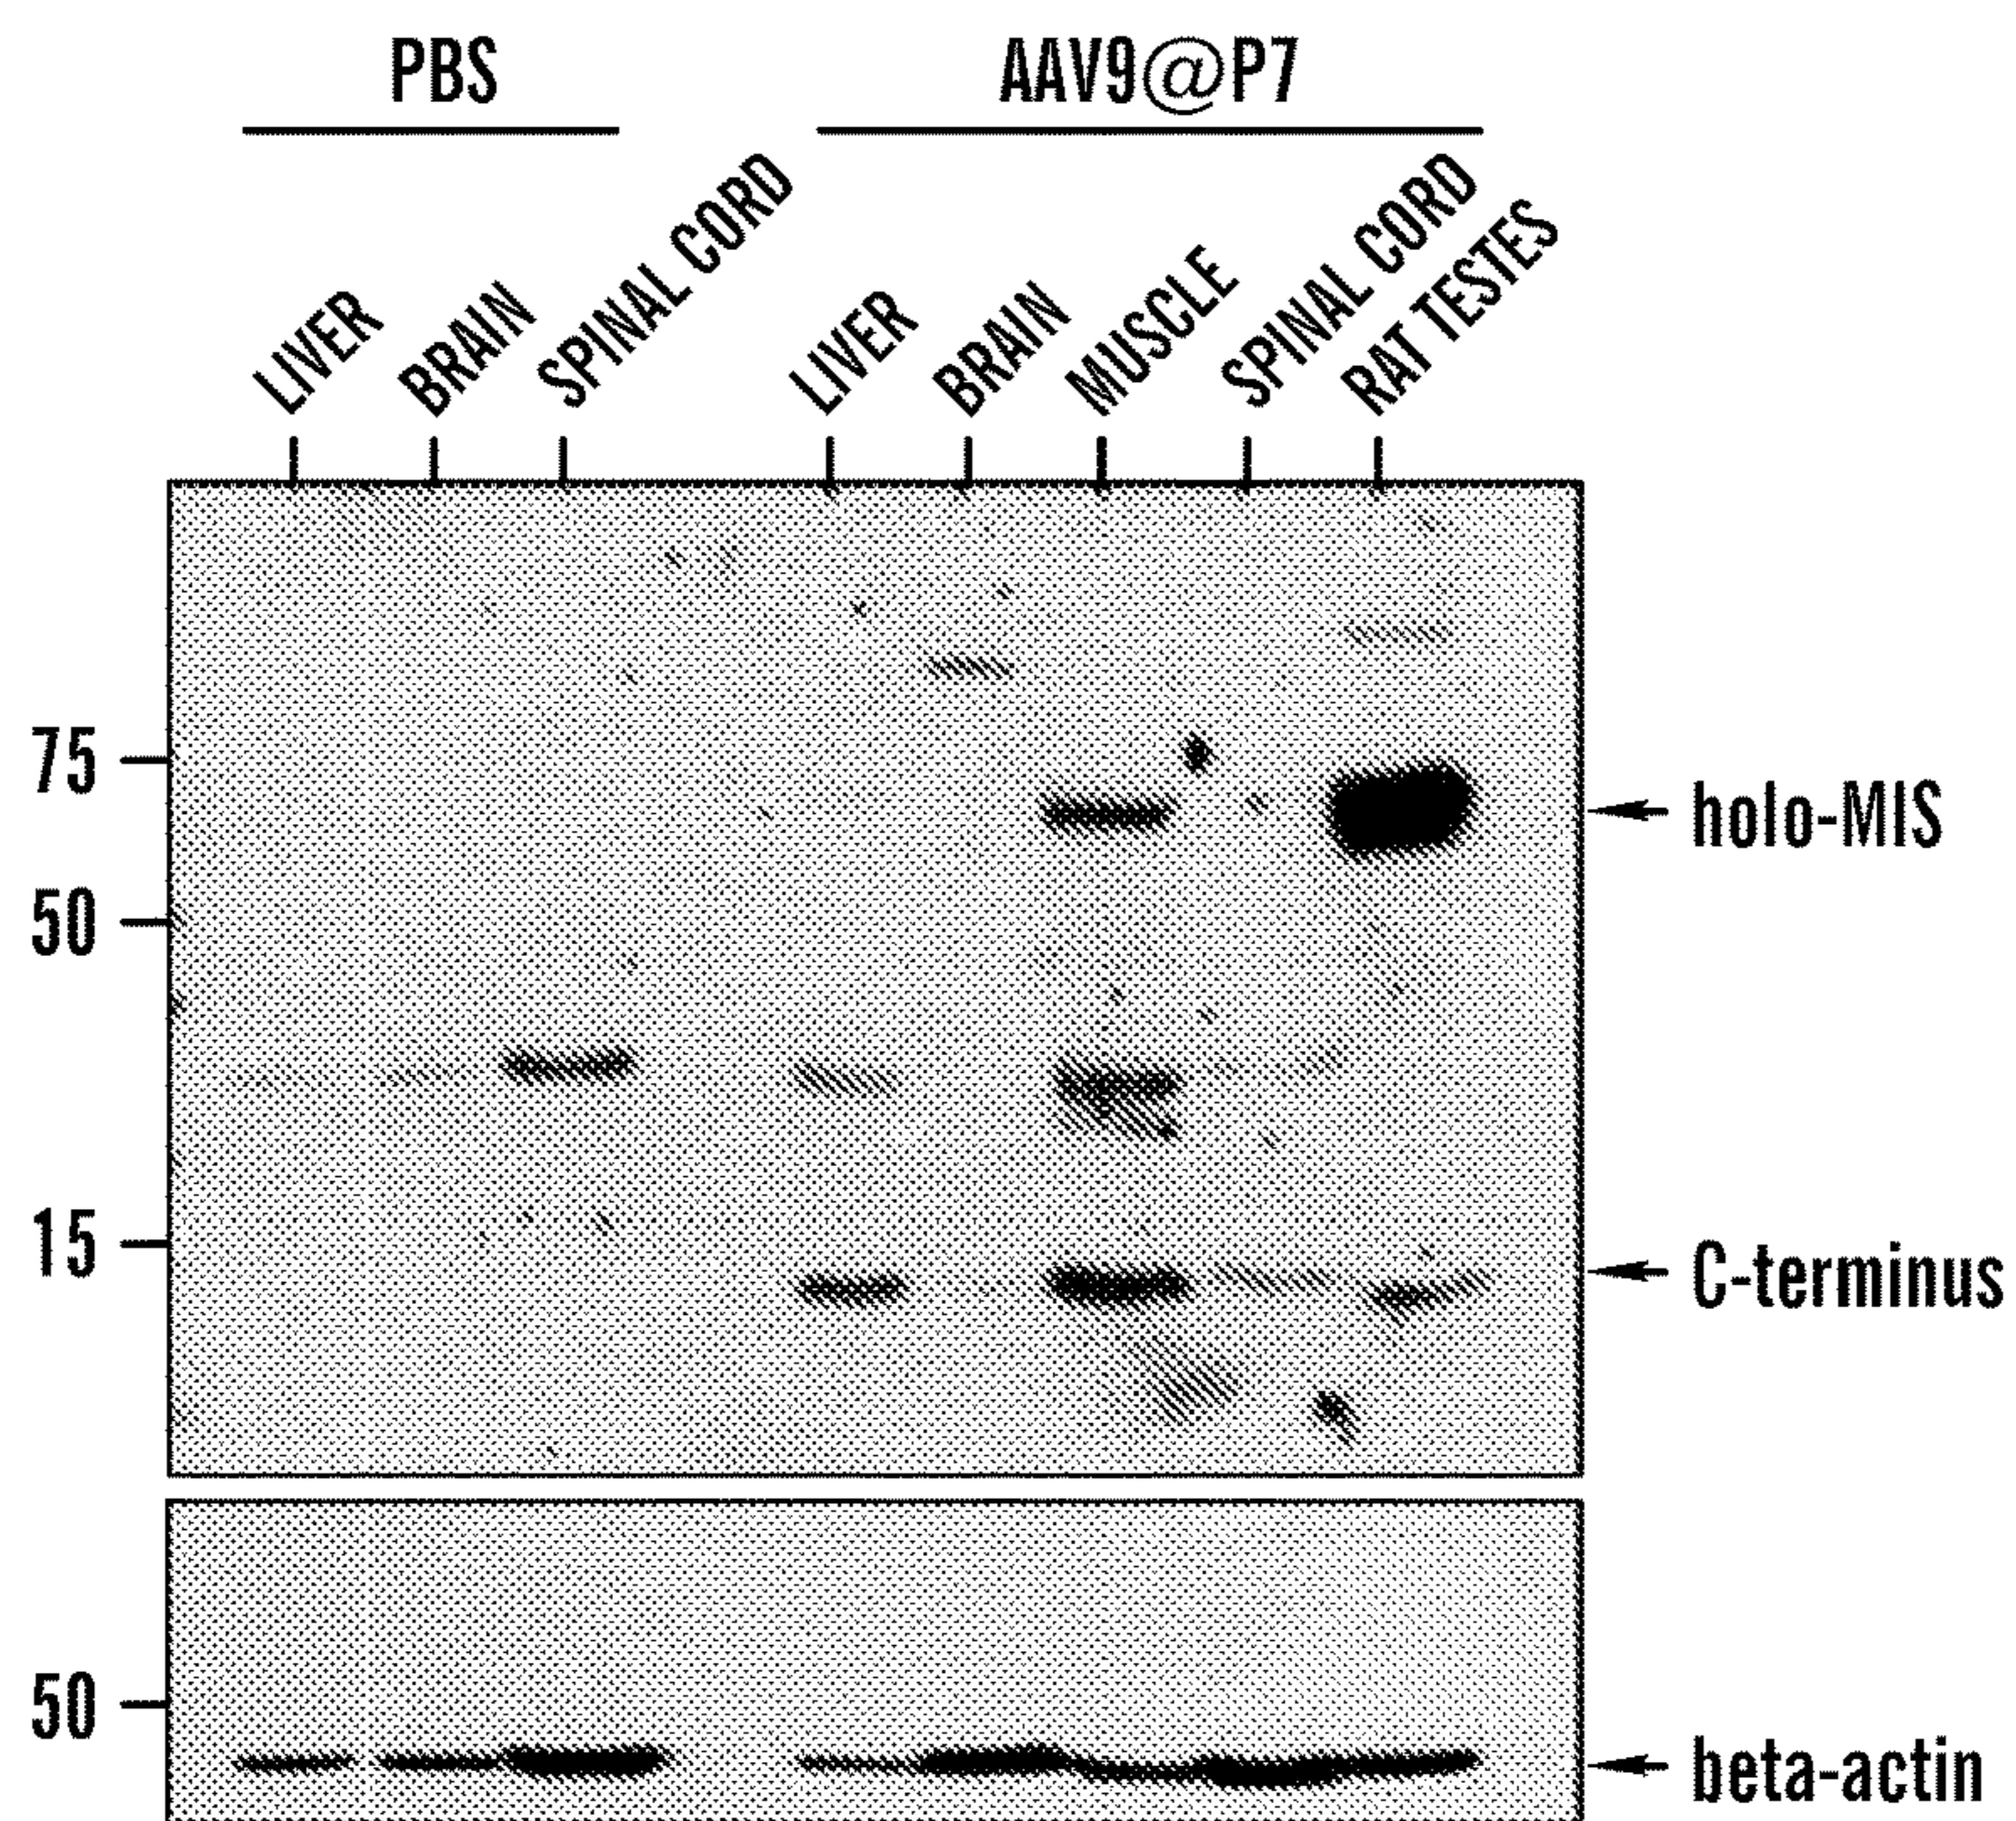 PBS AAV9@P7
LIVER BRAIN SPINAL CORD LIVER BRAIN MUSCLE SPINAL CORD RAT TESTES
75
holo-MIS
50
15
C-terminus
50
beta-actin